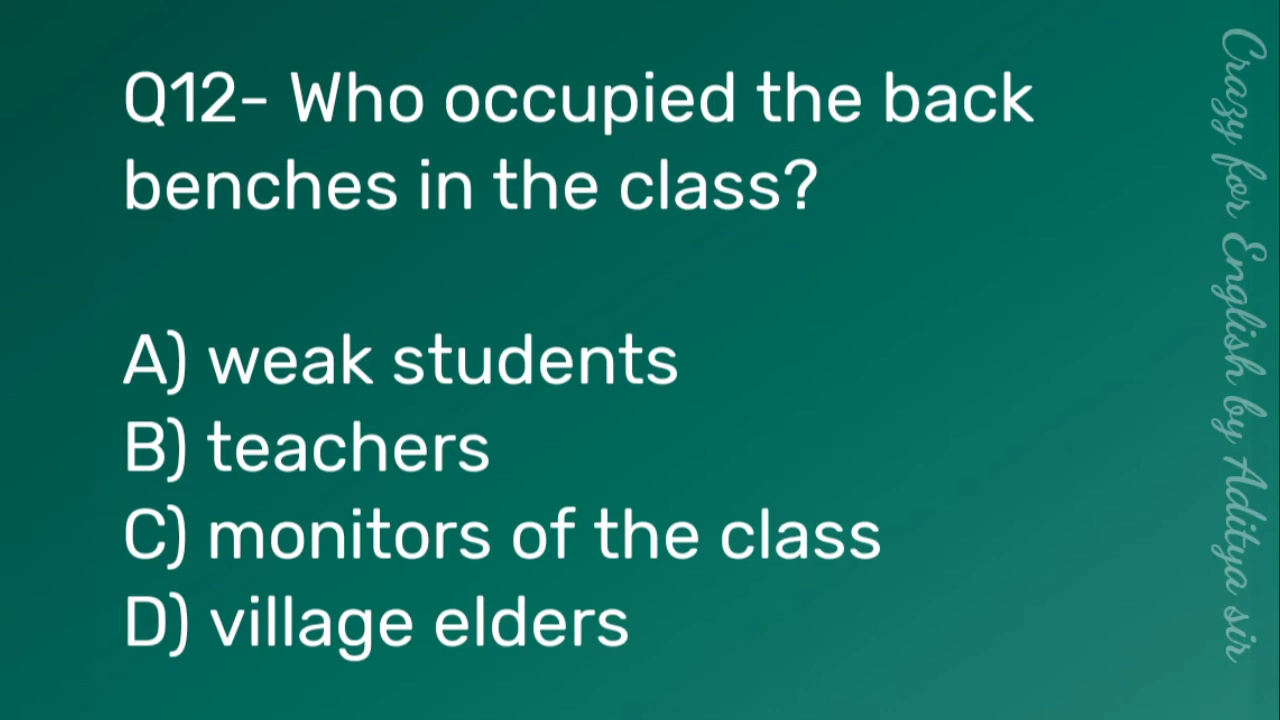 Q12- Who occupied the back
benches in the class?
A) weak students
B) teachers
C) monitors of the class
D) village elders
Crazy for English by Aditya sir